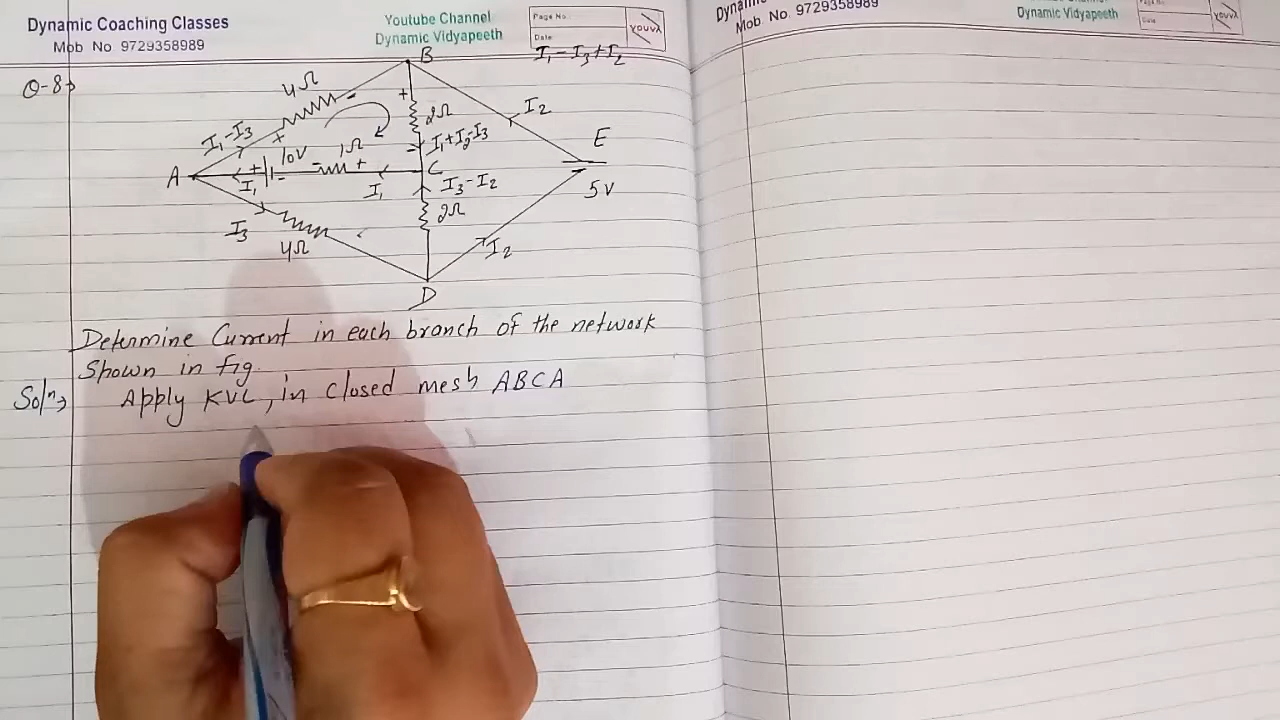 Dynamic Coaching Classes
Mob No. 9729358989
Youtube Channel
Dynamic Vidyapeeth
Page No.:
Date:
YOUVA
Mob No. 9729358989
Dynamic Vidyapeeth
YOUVA
Q-8
B
I₁-I₃+I₂
4Ω
+
-
+
2Ω
I₂
I₁-I₃
10V
1Ω
I₁+I₂-I₃
E
A
+
-
-
+
C
I₁
I₁
I₃-I₂
5V
I₃
2Ω
4Ω
I₂
D
Determine Current in each branch of the network
Shown in fig.
Solⁿ⇒ Apply KVL, in closed mesh ABCA